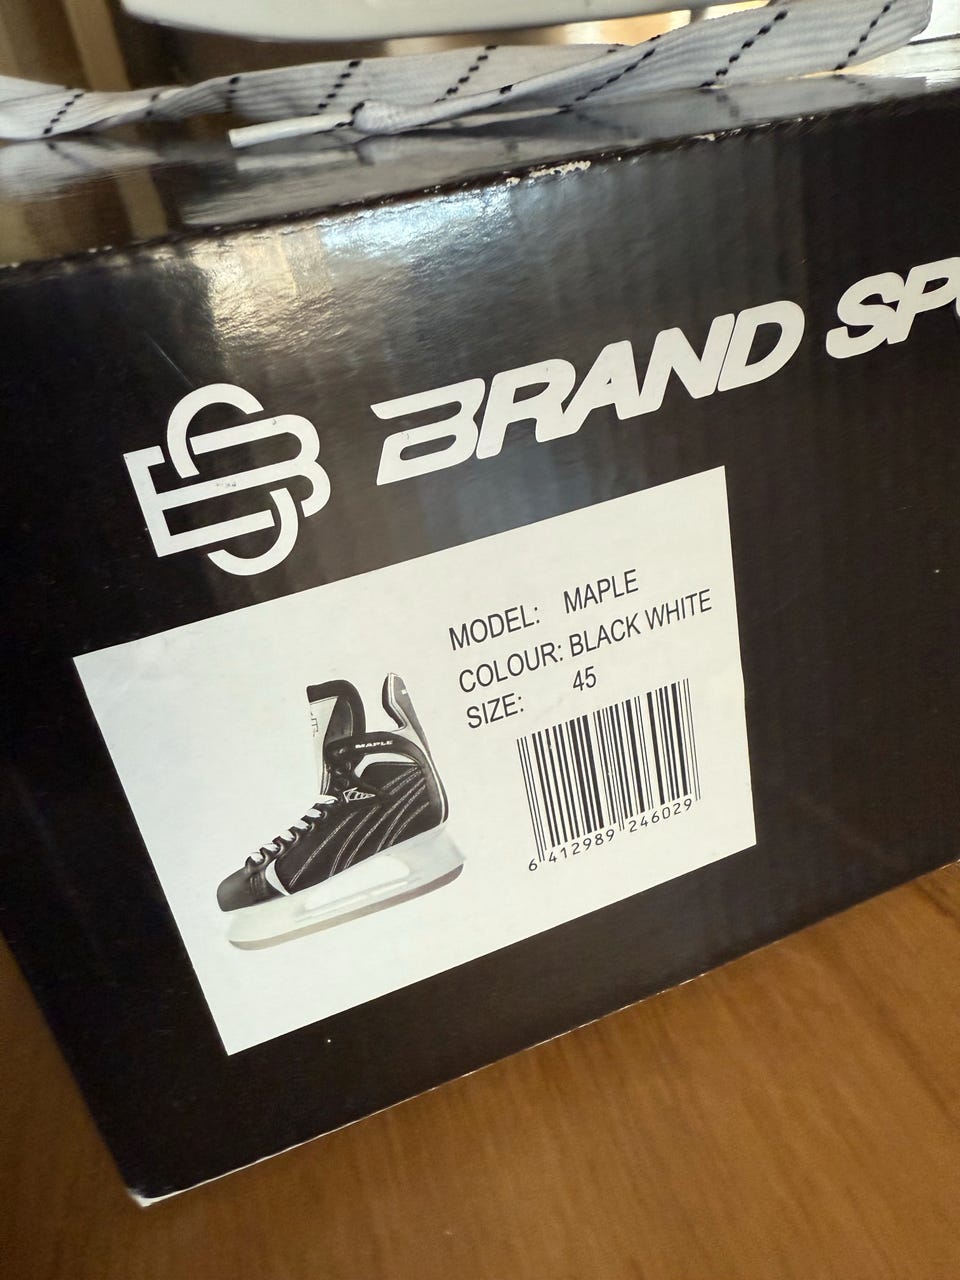 BRAND SP
MODEL: MAPLE
COLOUR: BLACK WHITE
SIZE: 45
MAPLE
6 412989 246029